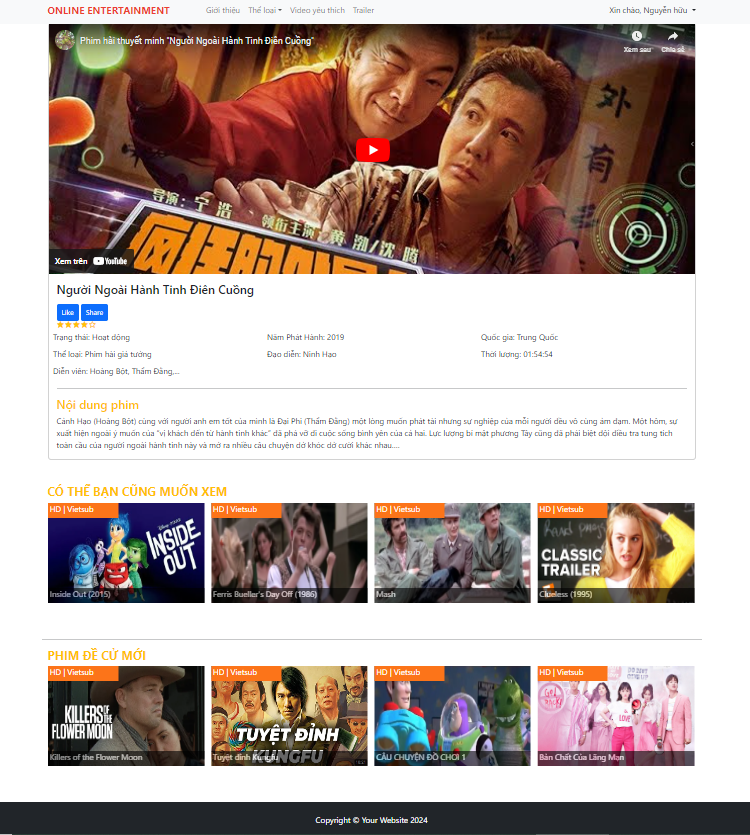 ONLINE ENTERTAINMENT
Giới thiệu
Thể loại
Video yêu thích
Trailer
Xin chào, Nguyễn hữu
Phim hài thuyết minh "Người Ngoài Hành Tinh Điên Cuồng"
Xem sau
Chia sẻ
外
有
导演：宁 浩
领衔主演 黄 渤/沈 腾
疯狂的外星
Xem trên YouTube
Người Ngoài Hành Tinh Điên Cuồng
Like
Share
Trạng thái: Hoạt động
Năm Phát Hành: 2019
Quốc gia: Trung Quốc
Thể loại: Phim hài giả tưởng
Đạo diễn: Ninh Hạo
Thời lượng: 01:54:54
Diễn viên: Hoàng Bột, Thẩm Đằng,...
Nội dung phim
Cảnh Hạo (Hoàng Bột) cùng với người anh em tốt của mình là Đại Phi (Thẩm Đằng) một lòng muốn phát tài nhưng sự nghiệp của mỗi người đều vô cùng ảm đạm. Một hôm, sự
xuất hiện ngoài ý muốn của "vị khách đến từ hành tinh khác" đã phá vỡ đi cuộc sống bình yên của cả hai. Lực lượng bí mật phương Tây cũng đã phái biệt đội điều tra tung tích
toàn cầu của người ngoài hành tinh này và mở ra nhiều câu chuyện dở khóc dở cười khác nhau....
CÓ THỂ BẠN CŨNG MUỐN XEM
HD | Vietsub
INSIDE
OUT
Inside Out (2015)
HD | Vietsub
Ferris Bueller's Day Off (1986)
HD | Vietsub
Mash
HD | Vietsub
CLASSIC
TRAILER
Clueless (1995)
PHIM ĐỀ CỬ MỚI
HD | Vietsub
KILLERS
OF THE
FLOWER MOON
Killers of the Flower Moon
HD | Vietsub
TUYỆT ĐỈNH
KUNGFU
Tuyệt đỉnh Kungfu
HD | Vietsub
CÂU CHUYỆN ĐỒ CHƠI 1
HD | Vietsub
LOVE
Bản Chất Của Lãng Mạn
Copyright © Your Website 2024